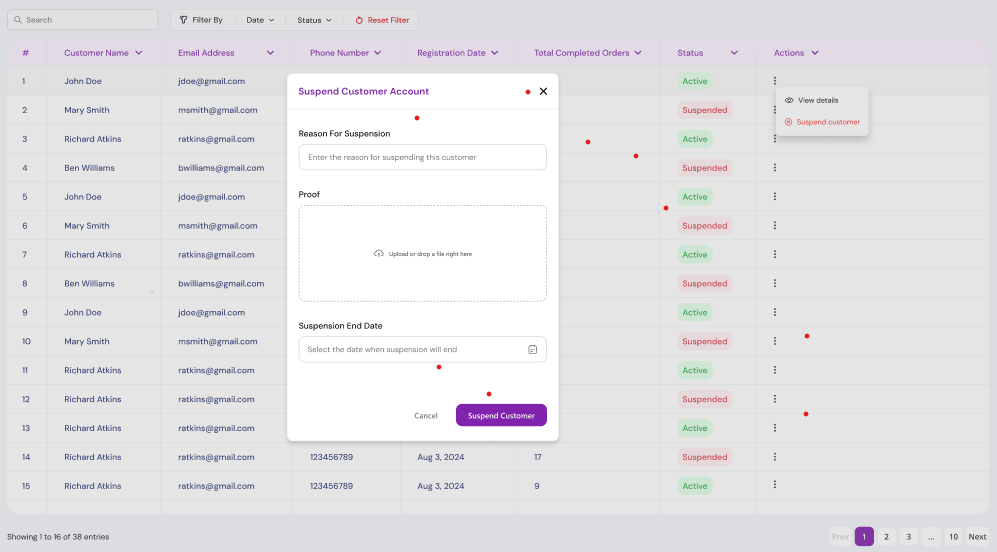 Search
Filter By Date Status Reset Filter
# Customer Name Email Address Phone Number Registration Date Total Completed Orders Status Actions
1 John Doe jdoe@gmail.com Active
2 Mary Smith msmith@gmail.com Suspended
3 Richard Atkins ratkins@gmail.com Active
4 Ben Williams bwilliams@gmail.com Suspended
5 John Doe jdoe@gmail.com Active
6 Mary Smith msmith@gmail.com Suspended
7 Richard Atkins ratkins@gmail.com Active
8 Ben Williams bwilliams@gmail.com Suspended
9 John Doe jdoe@gmail.com Active
10 Mary Smith msmith@gmail.com Suspended
11 Richard Atkins ratkins@gmail.com Active
12 Richard Atkins ratkins@gmail.com Suspended
13 Richard Atkins ratkins@gmail.com Active
14 Richard Atkins ratkins@gmail.com 123456789 Aug 3, 2024 17 Suspended
15 Richard Atkins ratkins@gmail.com 123456789 Aug 3, 2024 9 Active
View details
Suspend customer
Suspend Customer Account
Reason For Suspension
Enter the reason for suspending this customer
Proof
Upload or drop a file right here
Suspension End Date
Select the date when suspension will end
Cancel Suspend Customer
Showing 1 to 16 of 38 entries
Prev 1 2 3 ... 10 Next